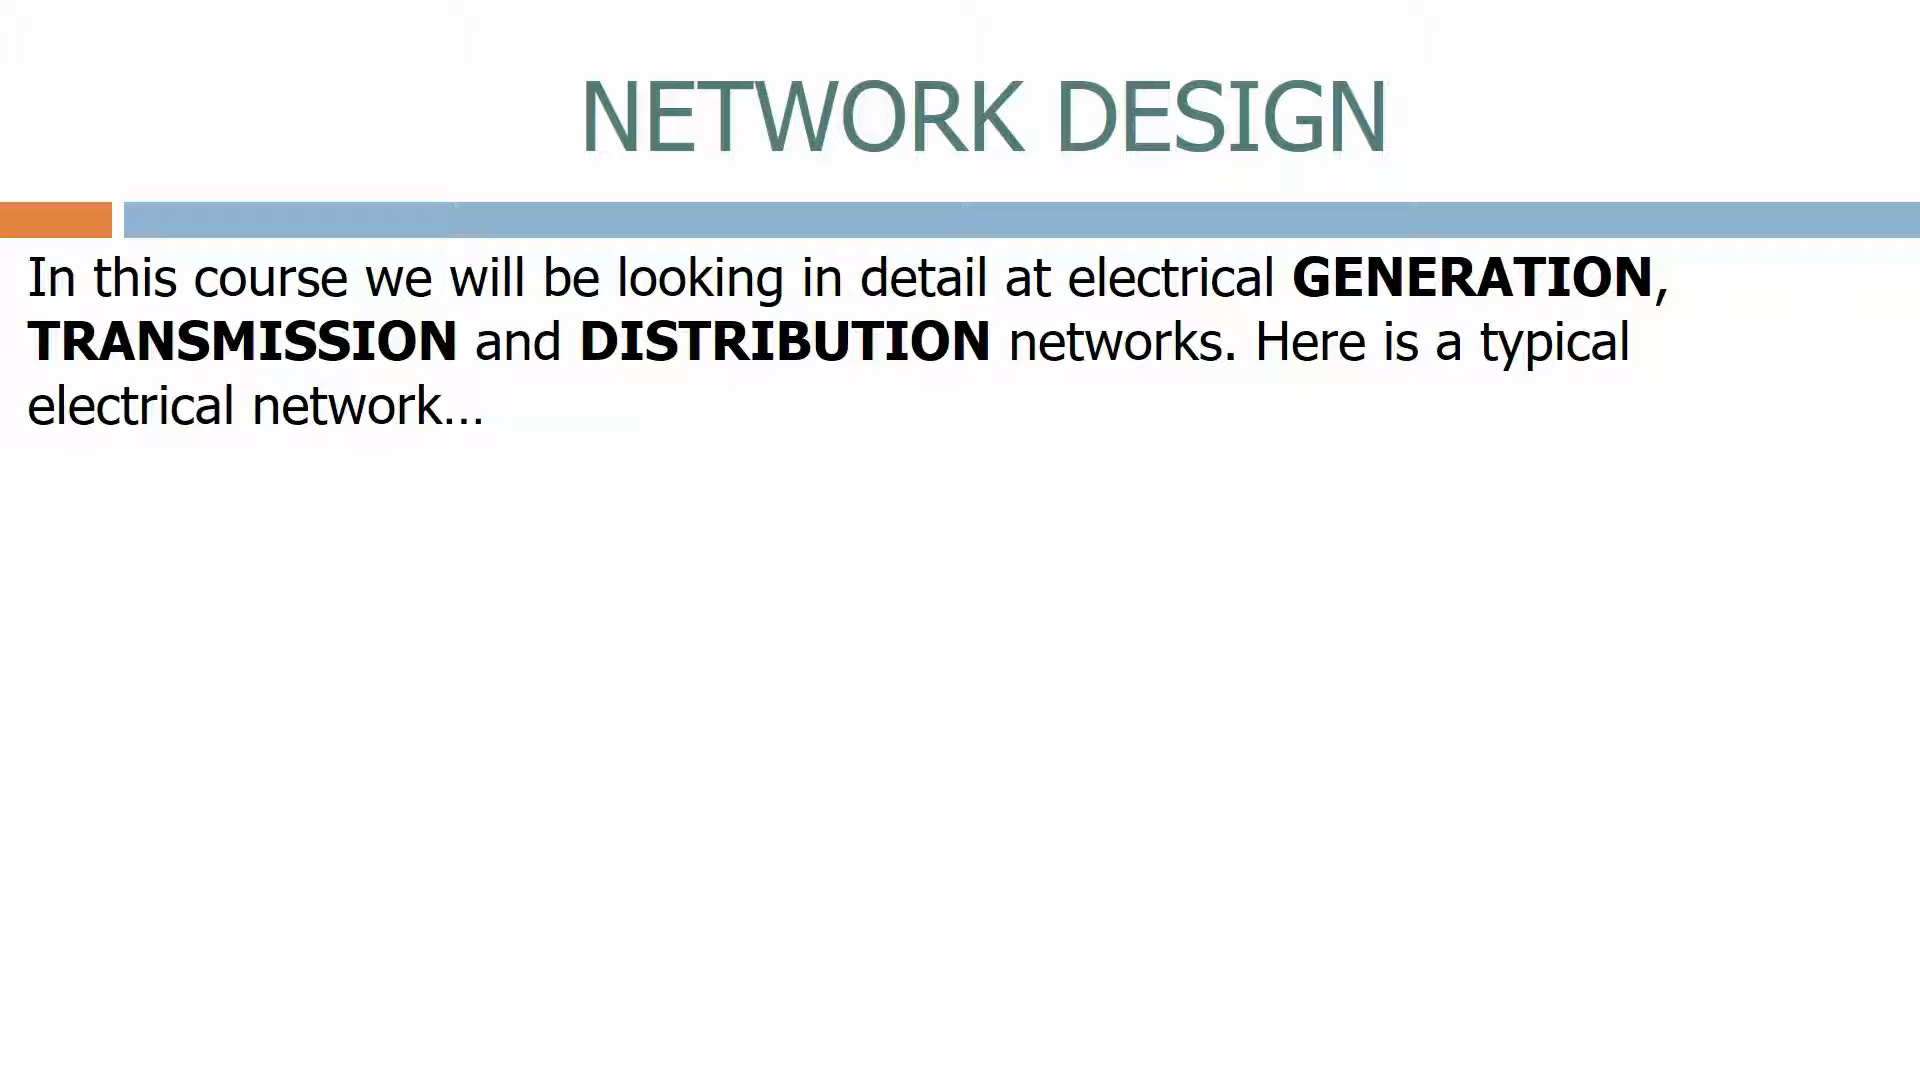 NETWORK DESIGN
In this course we will be looking in detail at electrical GENERATION,
TRANSMISSION and DISTRIBUTION networks. Here is a typical
electrical network...